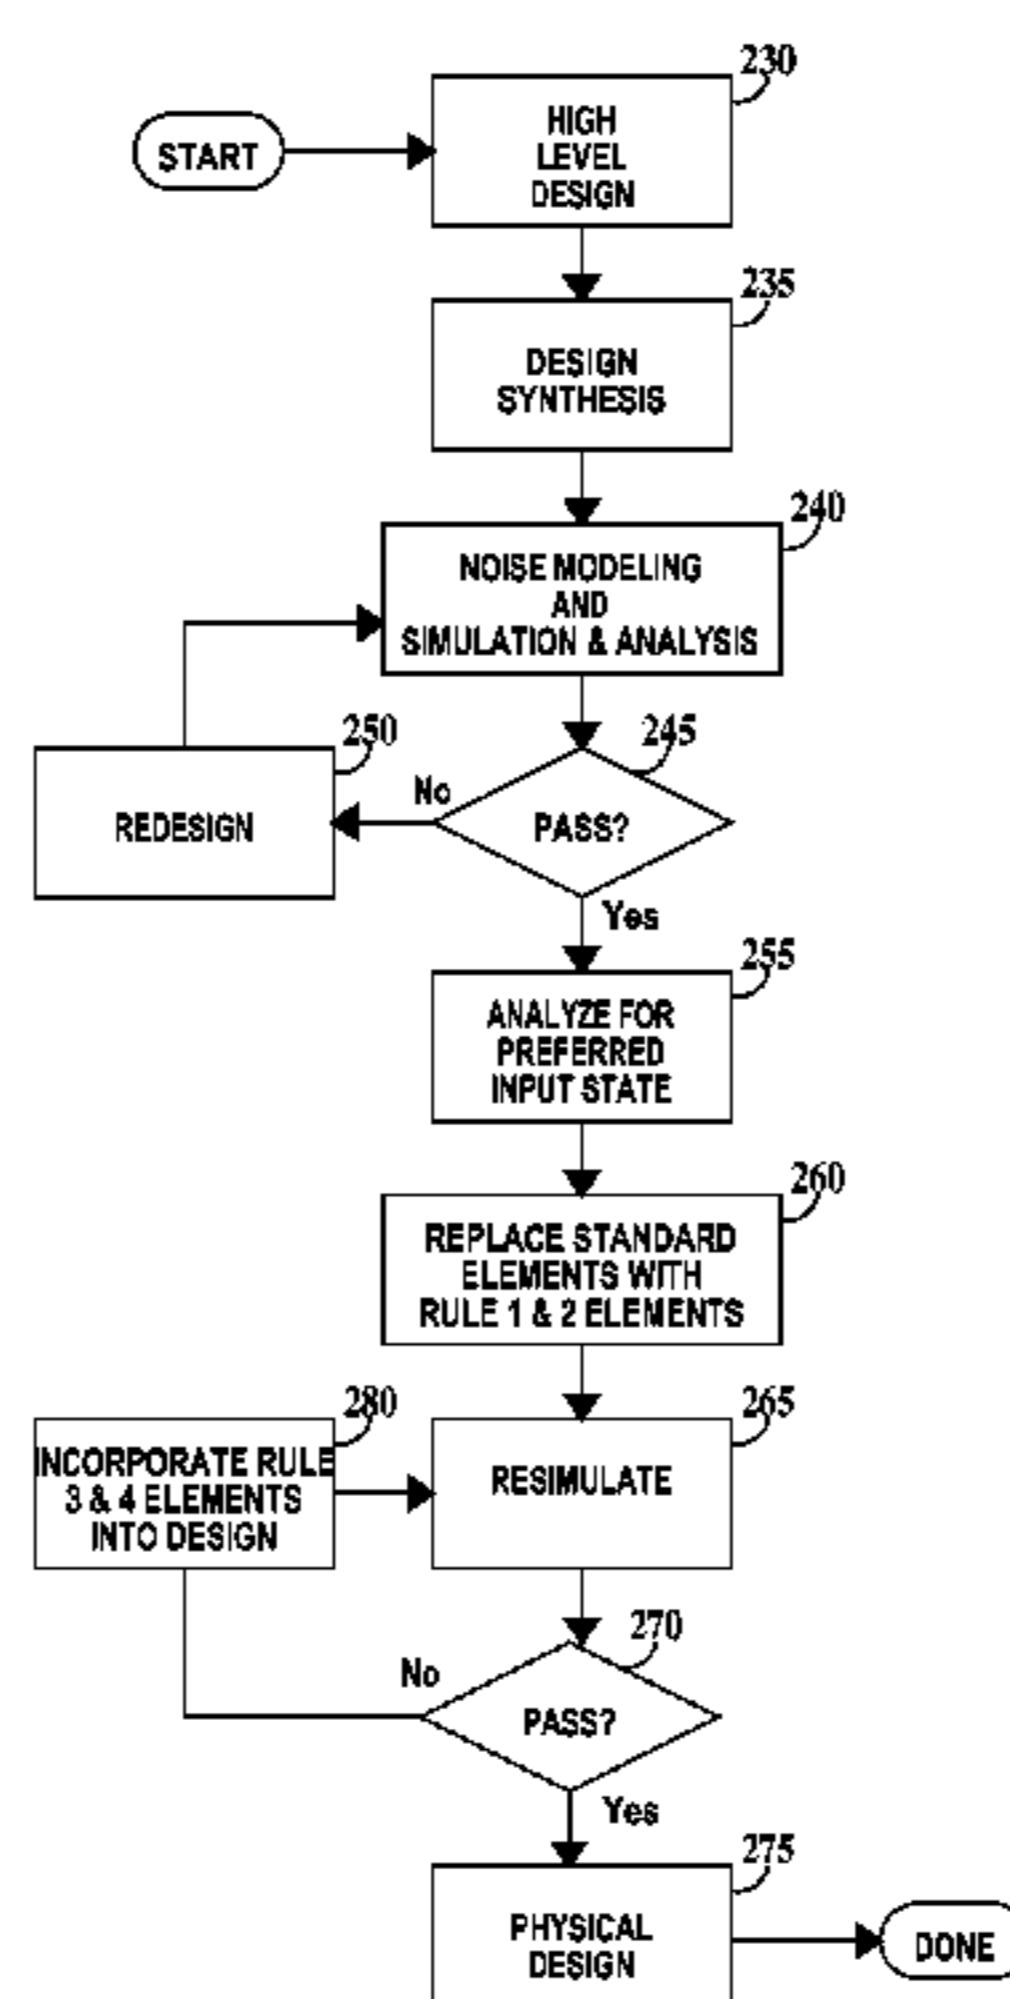 230
START
HIGH
LEVEL
DESIGN
235
DESIGN
SYNTHESIS
240
NOISE MODELING
AND
SIMULATION & ANALYSIS
250
245
No
REDESIGN
PASS?
Yes
255
ANALYZE FOR
PREFERRED
INPUT STATE
260
REPLACE STANDARD
ELEMENTS WITH
RULE 1 & 2 ELEMENTS
280
265
INCORPORATE RULE
3 & 4 ELEMENTS
INTO DESIGN
RESIMULATE
270
No
PASS?
Yes
275
PHYSICAL
DESIGN
DONE